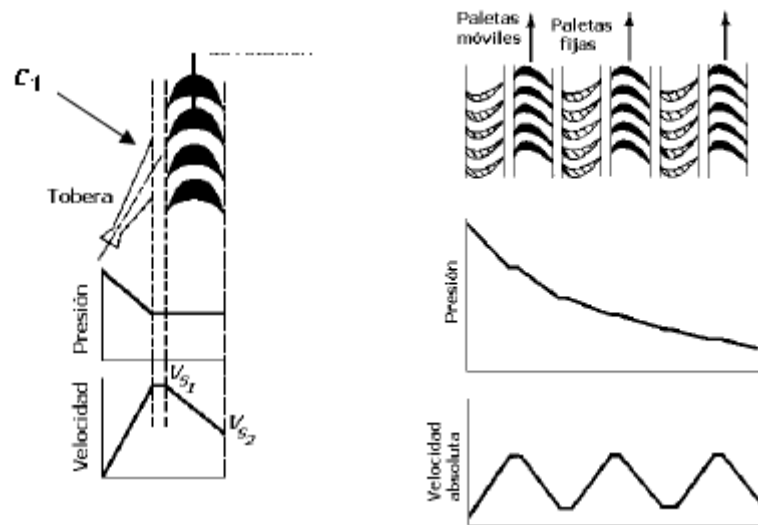 C1
Tobera
Presión
Velocidad
VS1
VS2
Paletas
móviles
Paletas
fijas
Presión
Velocidad
absoluta